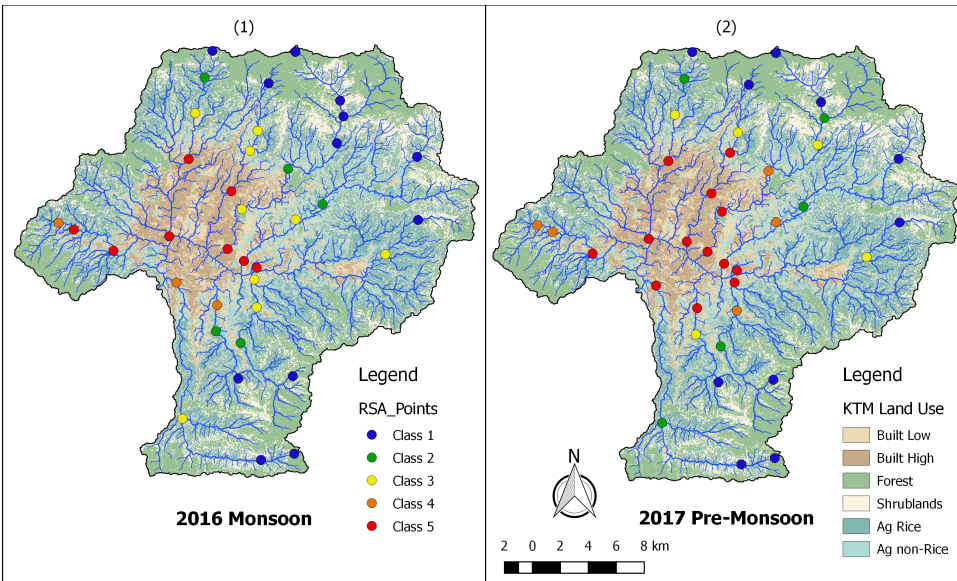 (1)
Legend
RSA_Points
Class 1
Class 2
Class 3
Class 4
Class 5
2016 Monsoon
(2)
Legend
KTM Land Use
Built Low
Built High
Forest
Shrublands
Ag Rice
Ag non-Rice
N
2017 Pre-Monsoon
2 0 2 4 6 8 km